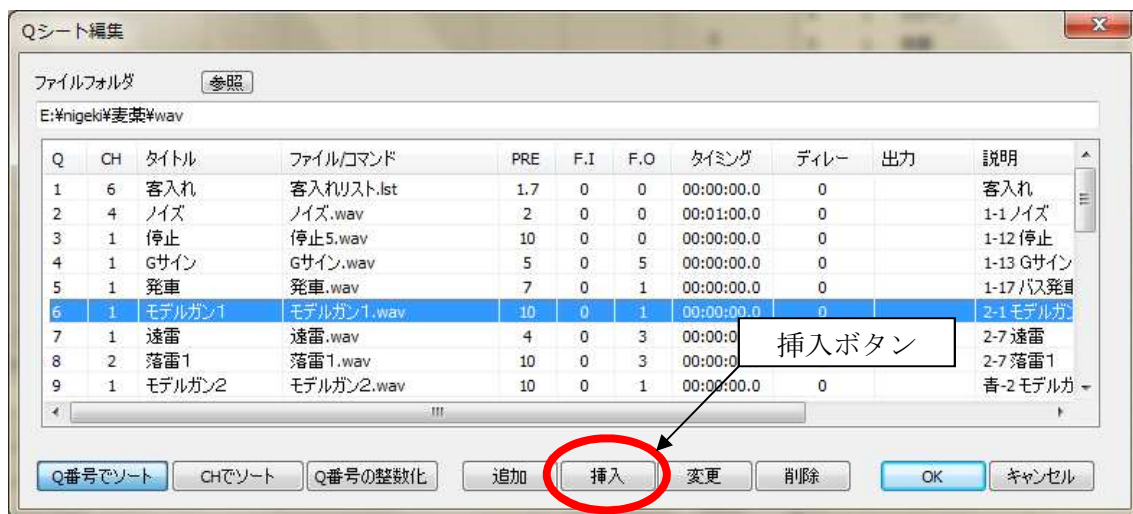 Qシート編集
ファイルフォルダ 参照
E:¥nigeki¥麦藁¥wav
Q CH タイトル ファイル/コマンド PRE F.I F.O タイミング ディレー 出力 説明
1 6 客入れ 客入れリスト.lst 1.7 0 0 00:00:00.0 0 客入れ
2 4 ノイズ ノイズ.wav 2 0 0 00:01:00.0 0 1-1ノイズ
3 1 停止 停止5.wav 10 0 0 00:00:00.0 0 1-12停止
4 1 Gサイン Gサイン.wav 5 0 5 00:00:00.0 0 1-13 Gサイン
5 1 発車 発車.wav 7 0 1 00:00:00.0 0 1-17バス発車
6 1 モデルガン1 モデルガン1.wav 10 0 1 00:00:00.0 0 2-1モデルガン
7 1 遠雷 遠雷.wav 4 0 3 00:00:0 2-7遠雷
8 2 落雷1 落雷1.wav 10 0 3 00:00:0 2-7落雷1
9 1 モデルガン2 モデルガン2.wav 10 0 1 00:00:00.0 0 青-2モデルガ
挿入ボタン
Q番号でソート CHでソート Q番号の整数化 追加 挿入 変更 削除 OK キャンセル